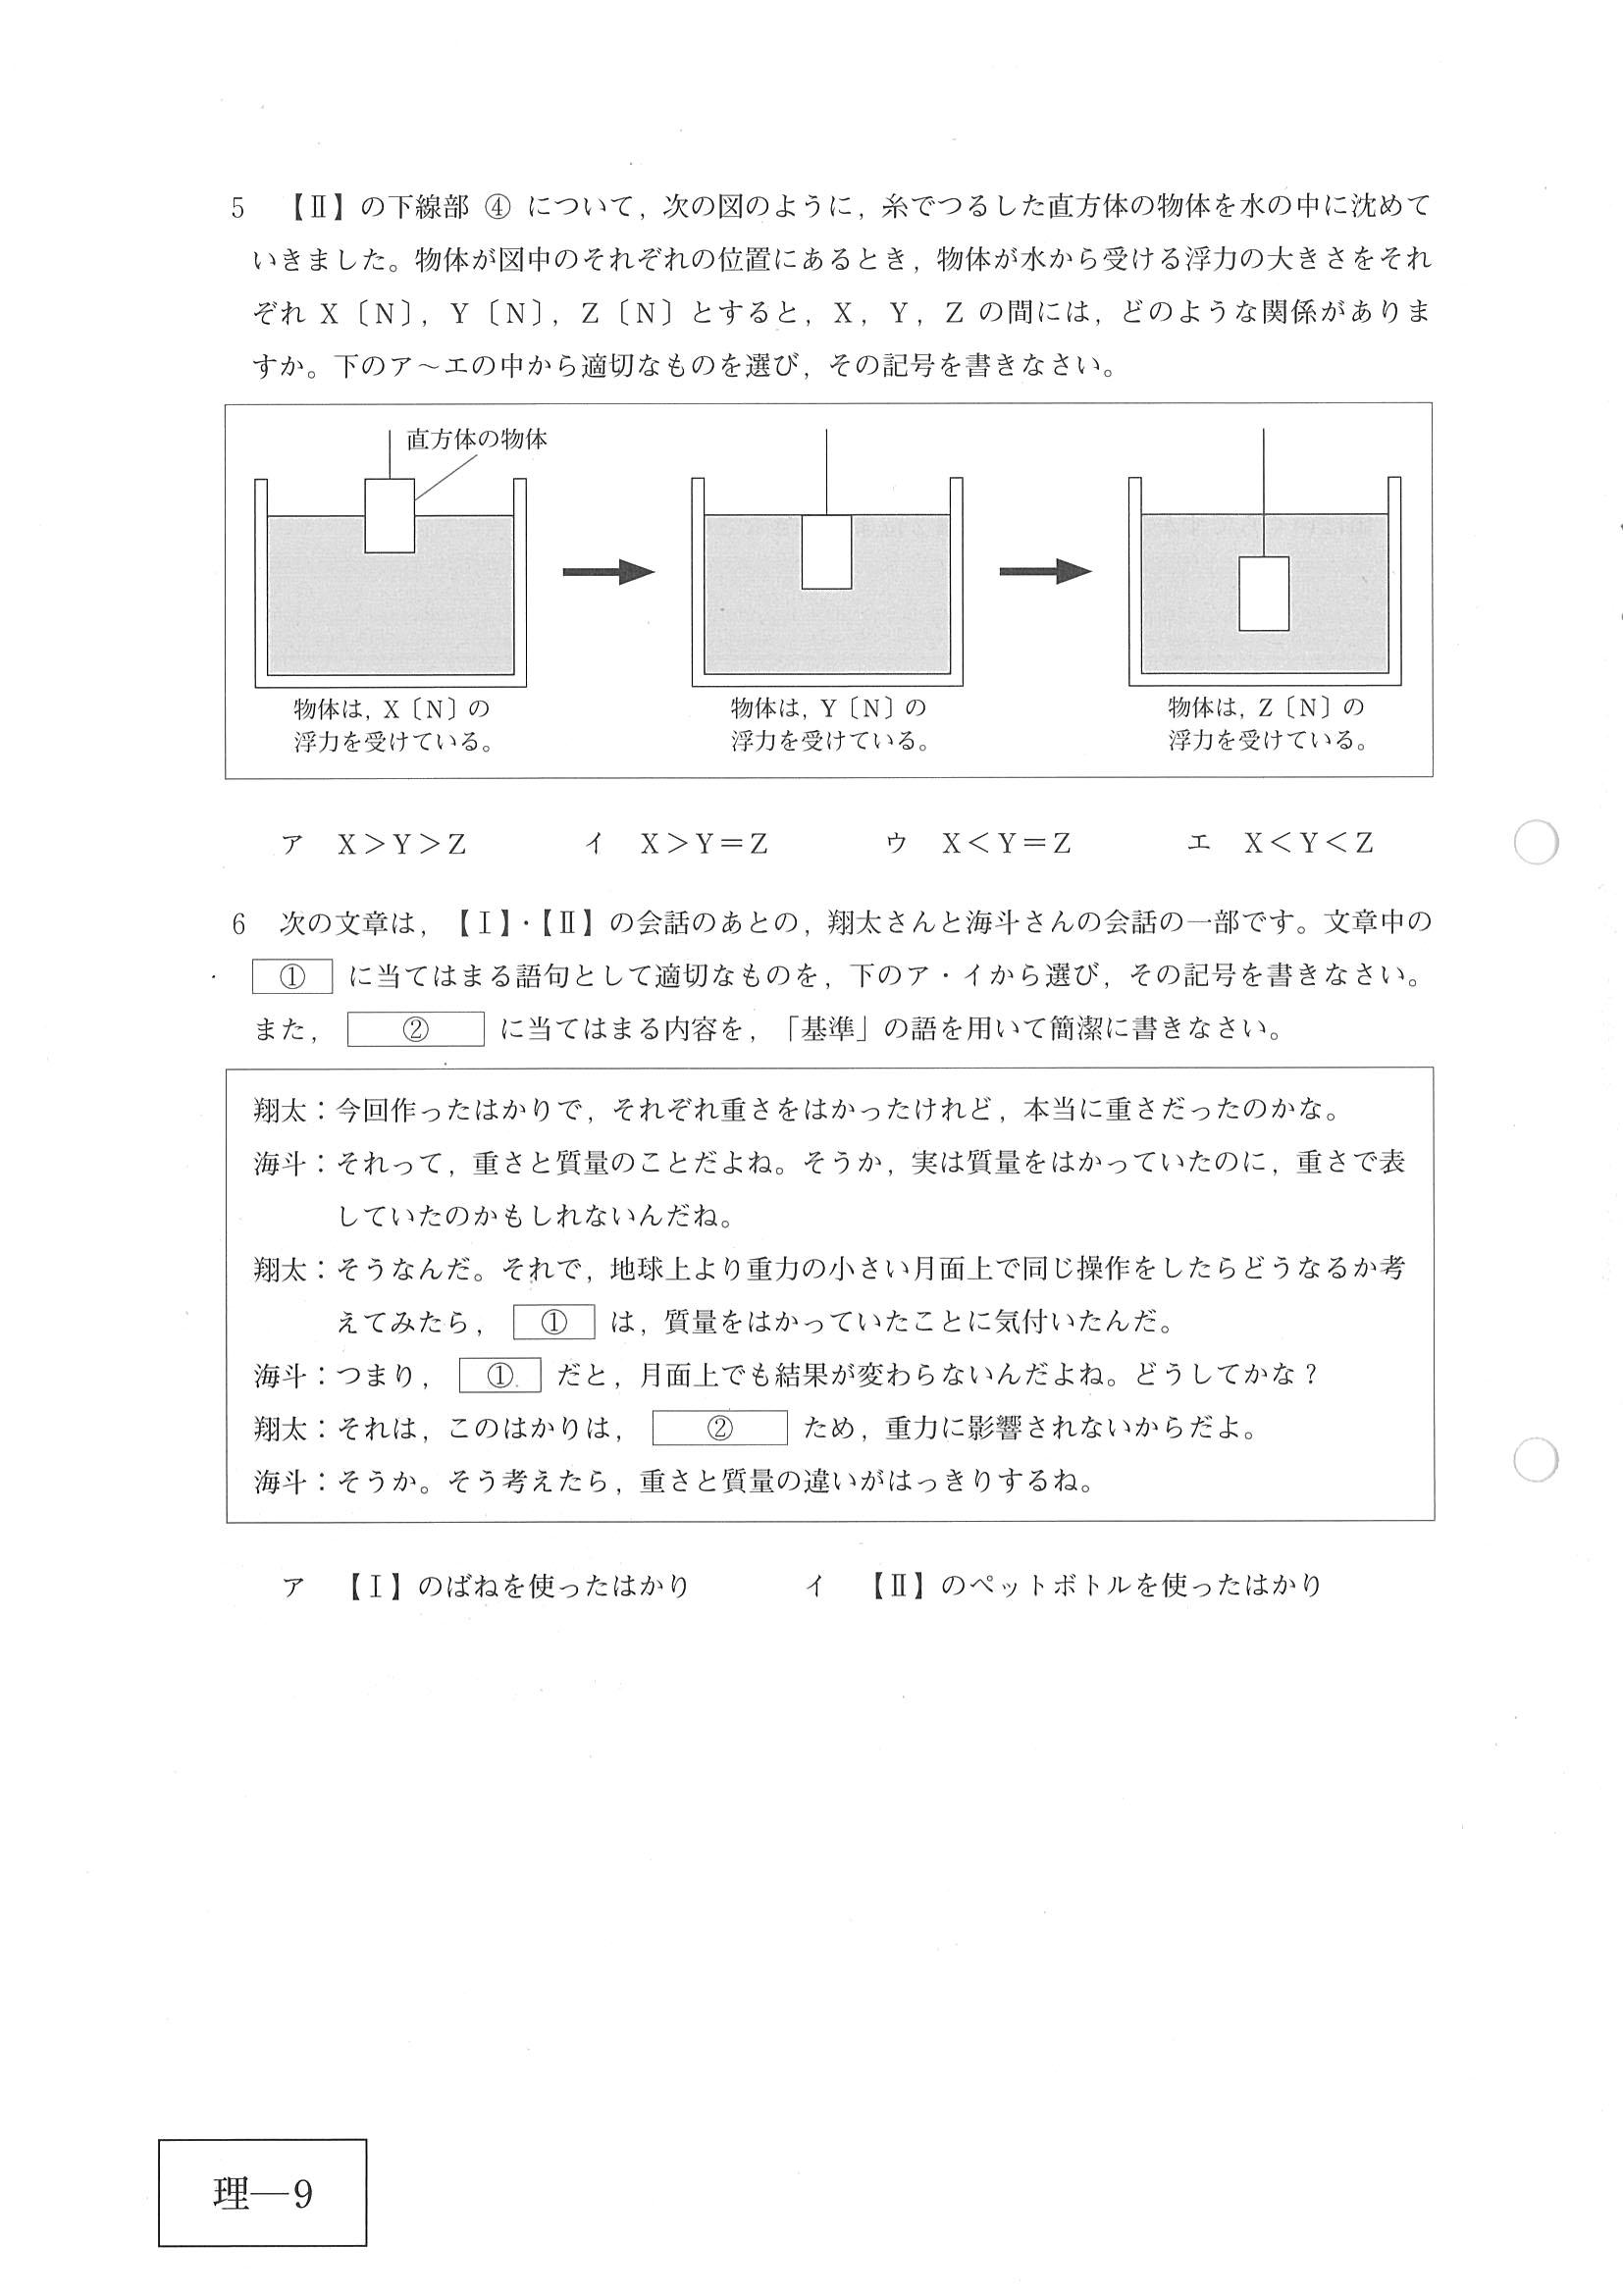 5　【Ⅱ】の下線部 ④ について，次の図のように，糸でつるした直方体の物体を水の中に沈めて
いきました。物体が図中のそれぞれの位置にあるとき，物体が水から受ける浮力の大きさをそれ
ぞれ X〔N〕，Y〔N〕，Z〔N〕とすると，X，Y，Z の間には，どのような関係がありま
すか。下のア～エの中から適切なものを選び，その記号を書きなさい。
直方体の物体
物体は，X〔N〕の
浮力を受けている。
物体は，Y〔N〕の
浮力を受けている。
物体は，Z〔N〕の
浮力を受けている。
ア　X＞Y＞Z　　イ　X＞Y＝Z　　ウ　X＜Y＝Z　　エ　X＜Y＜Z
6　次の文章は，【Ⅰ】・【Ⅱ】の会話のあとの，翔太さんと海斗さんの会話の一部です。文章中の
① に当てはまる語句として適切なものを，下のア・イから選び，その記号を書きなさい。
また， ② に当てはまる内容を，「基準」の語を用いて簡潔に書きなさい。
翔太：今回作ったはかりで，それぞれ重さをはかったけれど，本当に重さだったのかな。
海斗：それって，重さと質量のことだよね。そうか，実は質量をはかっていたのに，重さで表
していたのかもしれないんだね。
翔太：そうなんだ。それで，地球上より重力の小さい月面上で同じ操作をしたらどうなるか考
えてみたら， ① は，質量をはかっていたことに気付いたんだ。
海斗：つまり， ① だと，月面上でも結果が変わらないんだよね。どうしてかな？
翔太：それは，このはかりは， ② ため，重力に影響されないからだよ。
海斗：そうか。そう考えたら，重さと質量の違いがはっきりするね。
ア　【Ⅰ】のばねを使ったはかり　　イ　【Ⅱ】のペットボトルを使ったはかり
理―9